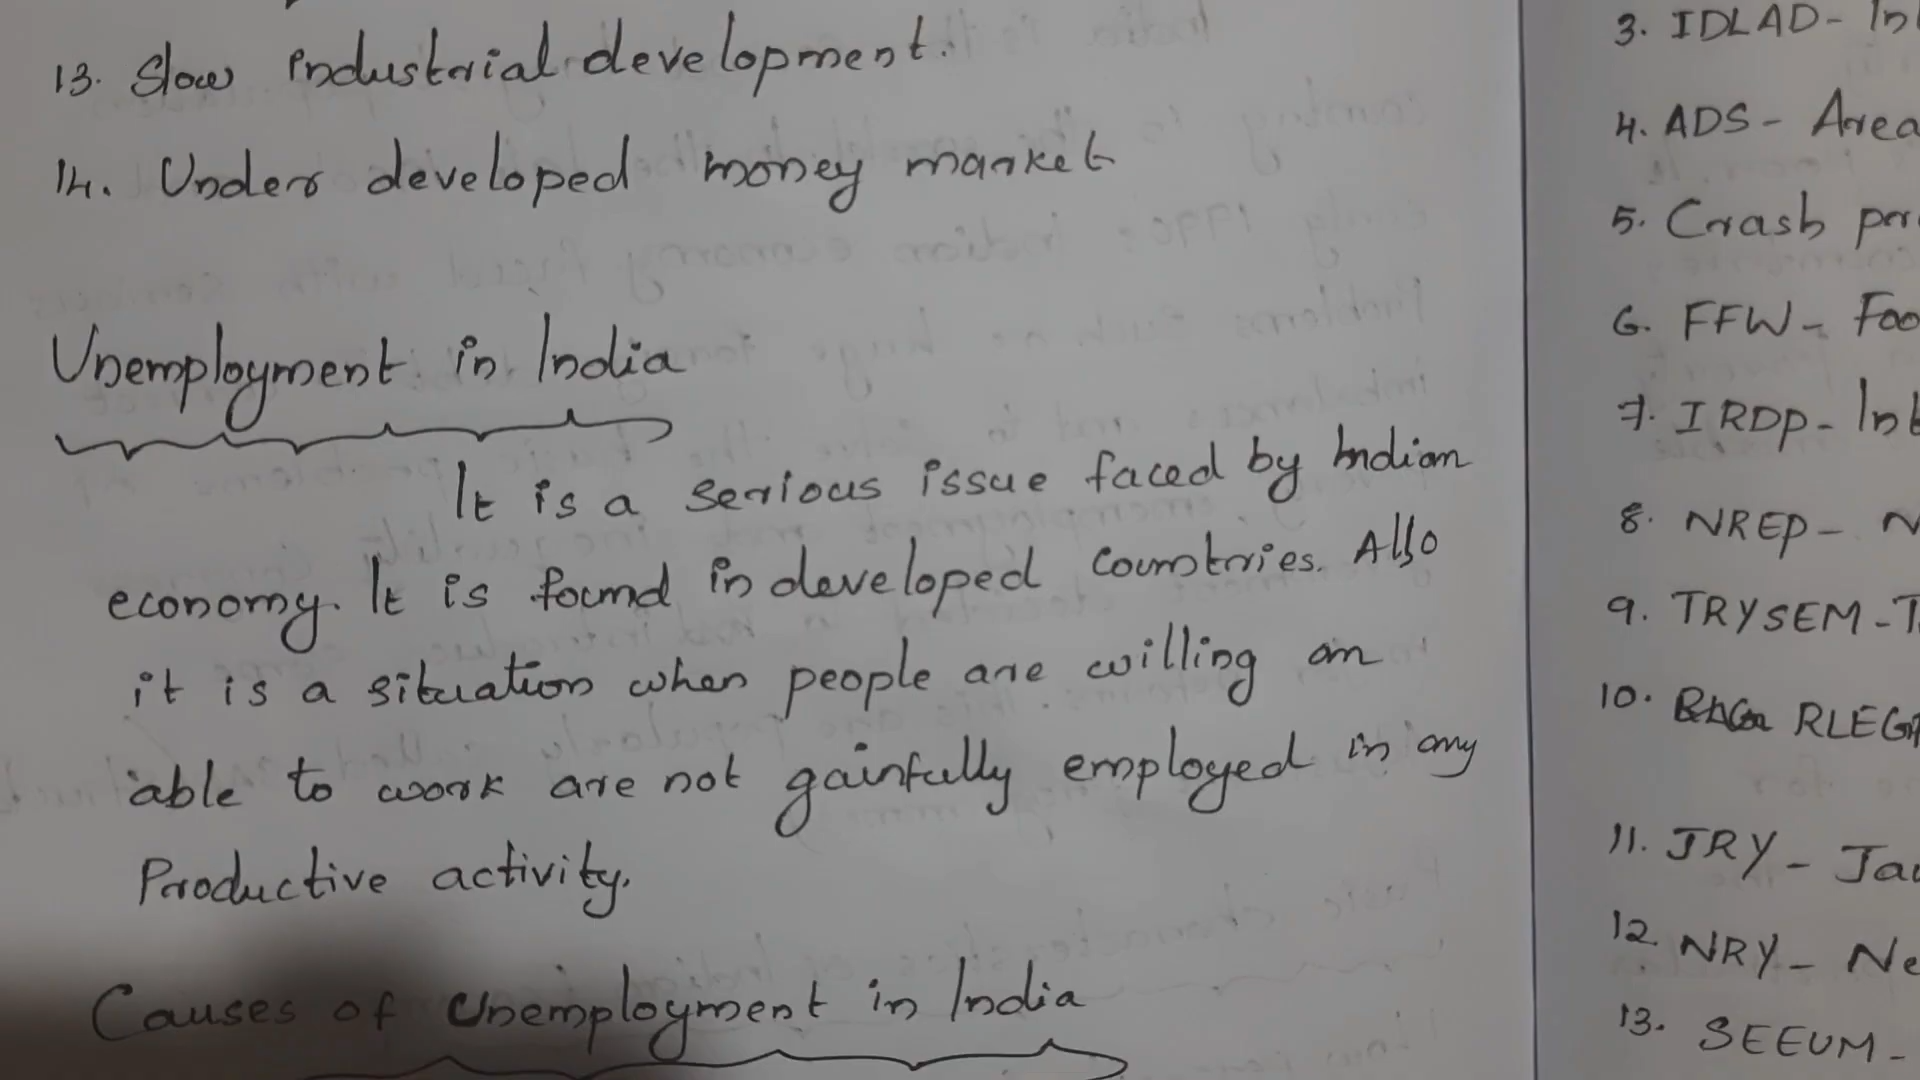 13. Slow industrial development.
14. Under developed money market
Unemployment in India
It is a serious issue faced by Indian
economy. It is found in developed countries. Also
it is a situation when people are willing an
able to work are not gainfully employed in any
Productive activity.
Causes of Unemployment in India
3. IDLAD - In
4. ADS - Area
5. Crash
6. FFW - Foo
7. IRDP - Int
8. NREP - N
9. TRYSEM - T
10. RLEG
11. JRY - Ja
12. NRY - Ne
13. SEEUM -